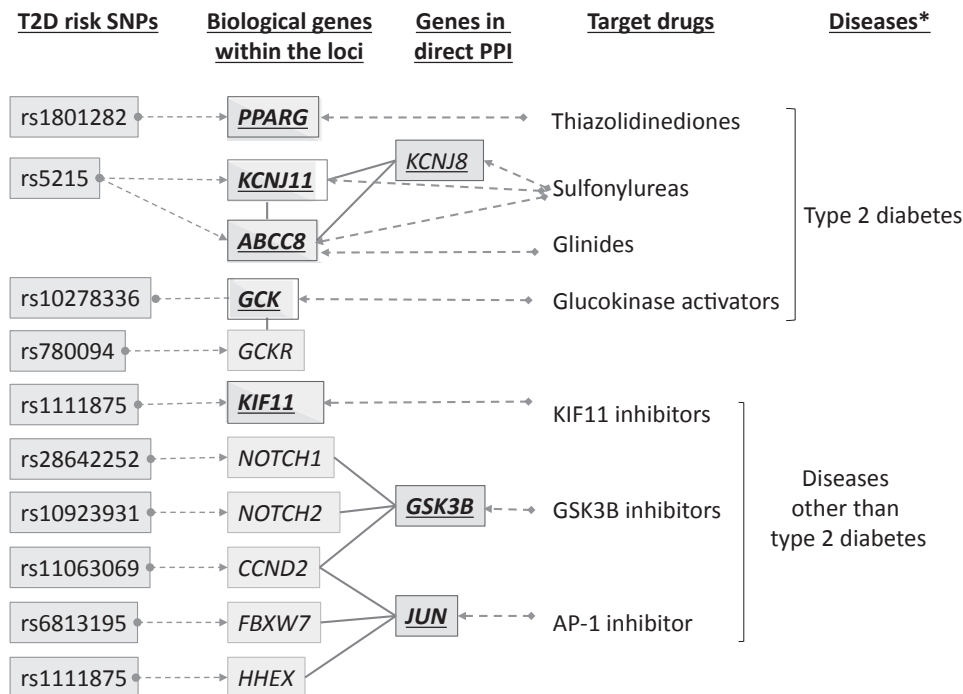 T2D risk SNPs
Biological genes
within the loci
Genes in
direct PPI
Target drugs
Diseases*
rs1801282
PPARG
Thiazolidinediones
rs5215
KCNJ11
KCNJ8
Sulfonylureas
ABCC8
Glinides
Type 2 diabetes
rs10278336
GCK
Glucokinase activators
rs780094
GCKR
rs1111875
KIF11
KIF11 inhibitors
rs28642252
NOTCH1
rs10923931
NOTCH2
GSK3B
GSK3B inhibitors
Diseases
other than
type 2 diabetes
rs11063069
CCND2
rs6813195
FBXW7
JUN
AP-1 inhibitor
rs1111875
HHEX